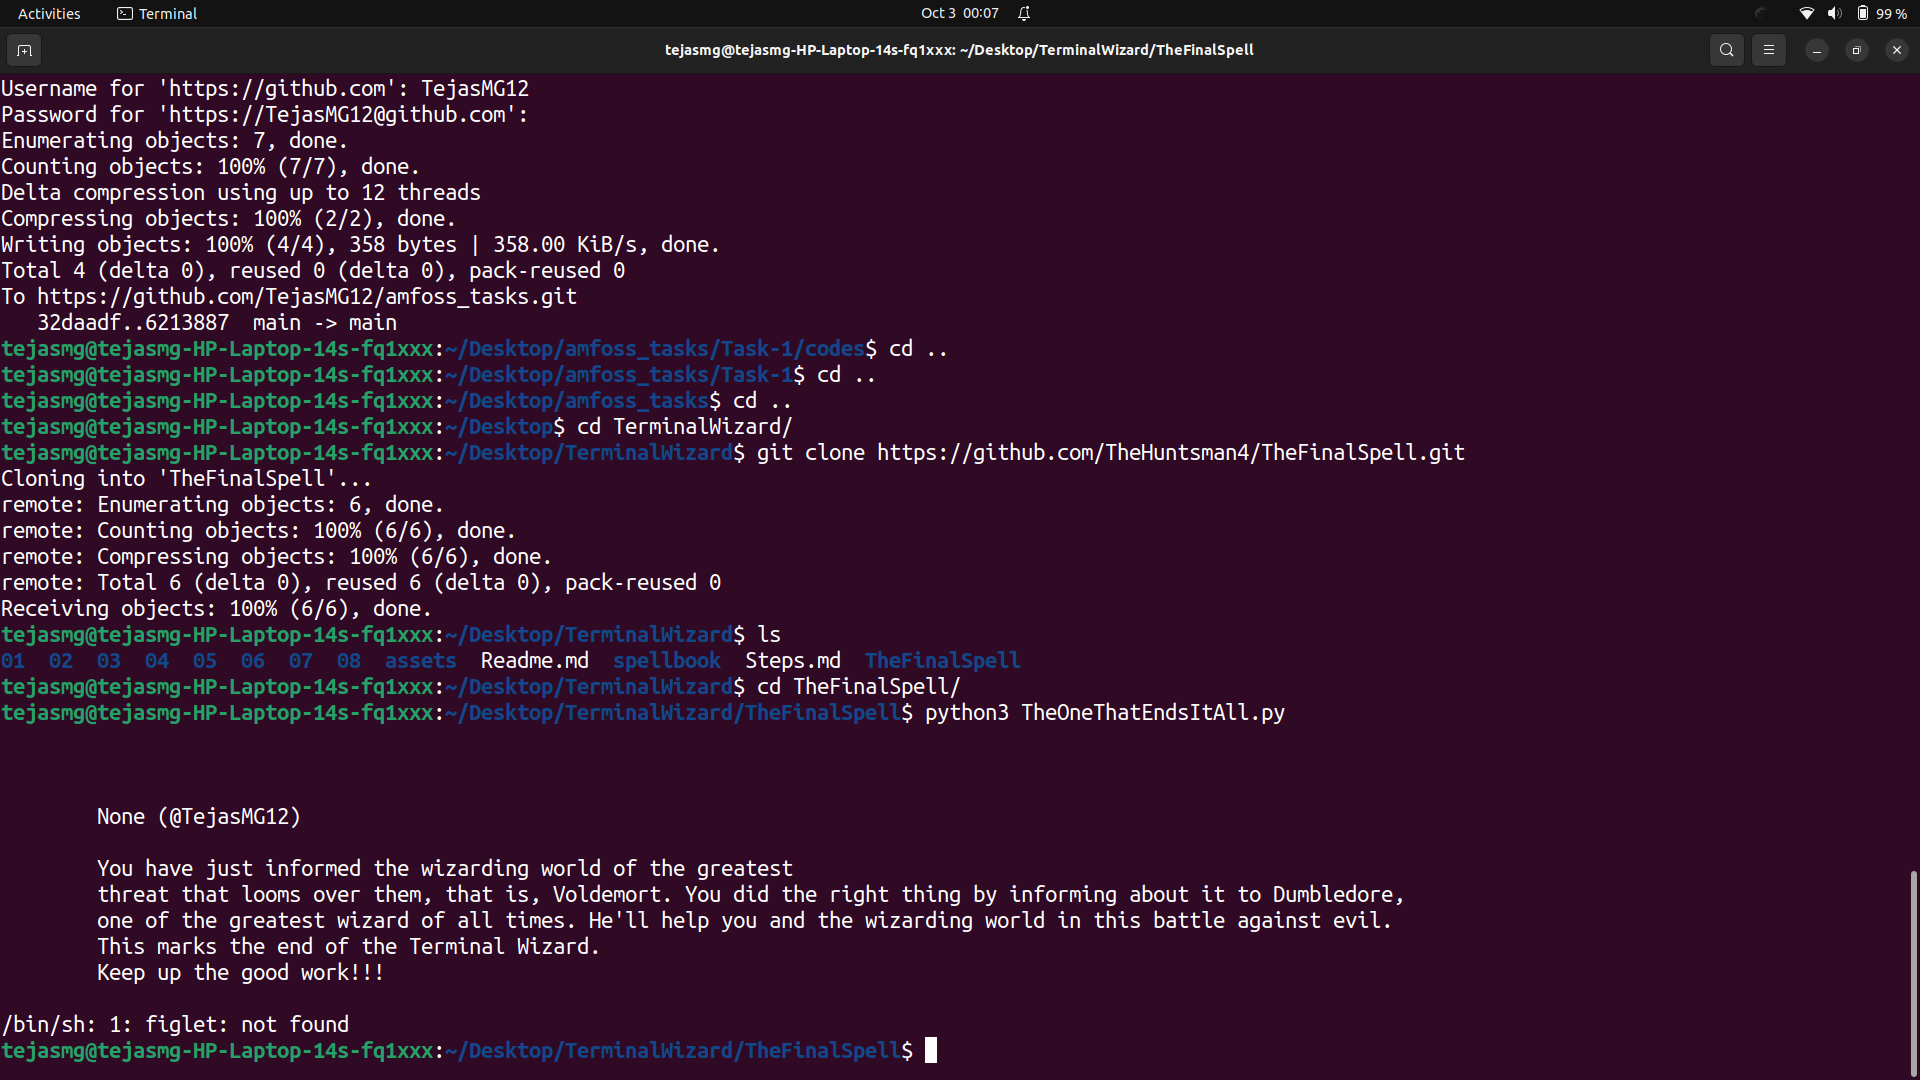 Activities Terminal Oct 3 00:07 99 %
tejasmg@tejasmg-HP-Laptop-14s-fq1xxx: ~/Desktop/TerminalWizard/TheFinalSpell
Username for 'https://github.com': TejasMG12
Password for 'https://TejasMG12@github.com':
Enumerating objects: 7, done.
Counting objects: 100% (7/7), done.
Delta compression using up to 12 threads
Compressing objects: 100% (2/2), done.
Writing objects: 100% (4/4), 358 bytes | 358.00 KiB/s, done.
Total 4 (delta 0), reused 0 (delta 0), pack-reused 0
To https://github.com/TejasMG12/amfoss_tasks.git
   32daadf..6213887  main -> main
tejasmg@tejasmg-HP-Laptop-14s-fq1xxx:~/Desktop/amfoss_tasks/Task-1/codes$ cd ..
tejasmg@tejasmg-HP-Laptop-14s-fq1xxx:~/Desktop/amfoss_tasks/Task-1$ cd ..
tejasmg@tejasmg-HP-Laptop-14s-fq1xxx:~/Desktop/amfoss_tasks$ cd ..
tejasmg@tejasmg-HP-Laptop-14s-fq1xxx:~/Desktop$ cd TerminalWizard/
tejasmg@tejasmg-HP-Laptop-14s-fq1xxx:~/Desktop/TerminalWizard$ git clone https://github.com/TheHuntsman4/TheFinalSpell.git
Cloning into 'TheFinalSpell'...
remote: Enumerating objects: 6, done.
remote: Counting objects: 100% (6/6), done.
remote: Compressing objects: 100% (6/6), done.
remote: Total 6 (delta 0), reused 6 (delta 0), pack-reused 0
Receiving objects: 100% (6/6), done.
tejasmg@tejasmg-HP-Laptop-14s-fq1xxx:~/Desktop/TerminalWizard$ ls
01  02  03  04  05  06  07  08  assets  Readme.md  spellbook  Steps.md  TheFinalSpell
tejasmg@tejasmg-HP-Laptop-14s-fq1xxx:~/Desktop/TerminalWizard$ cd TheFinalSpell/
tejasmg@tejasmg-HP-Laptop-14s-fq1xxx:~/Desktop/TerminalWizard/TheFinalSpell$ python3 TheOneThatEndsItAll.py
None (@TejasMG12)
You have just informed the wizarding world of the greatest
threat that looms over them, that is, Voldemort. You did the right thing by informing about it to Dumbledore,
one of the greatest wizard of all times. He'll help you and the wizarding world in this battle against evil.
This marks the end of the Terminal Wizard.
Keep up the good work!!!
/bin/sh: 1: figlet: not found
tejasmg@tejasmg-HP-Laptop-14s-fq1xxx:~/Desktop/TerminalWizard/TheFinalSpell$